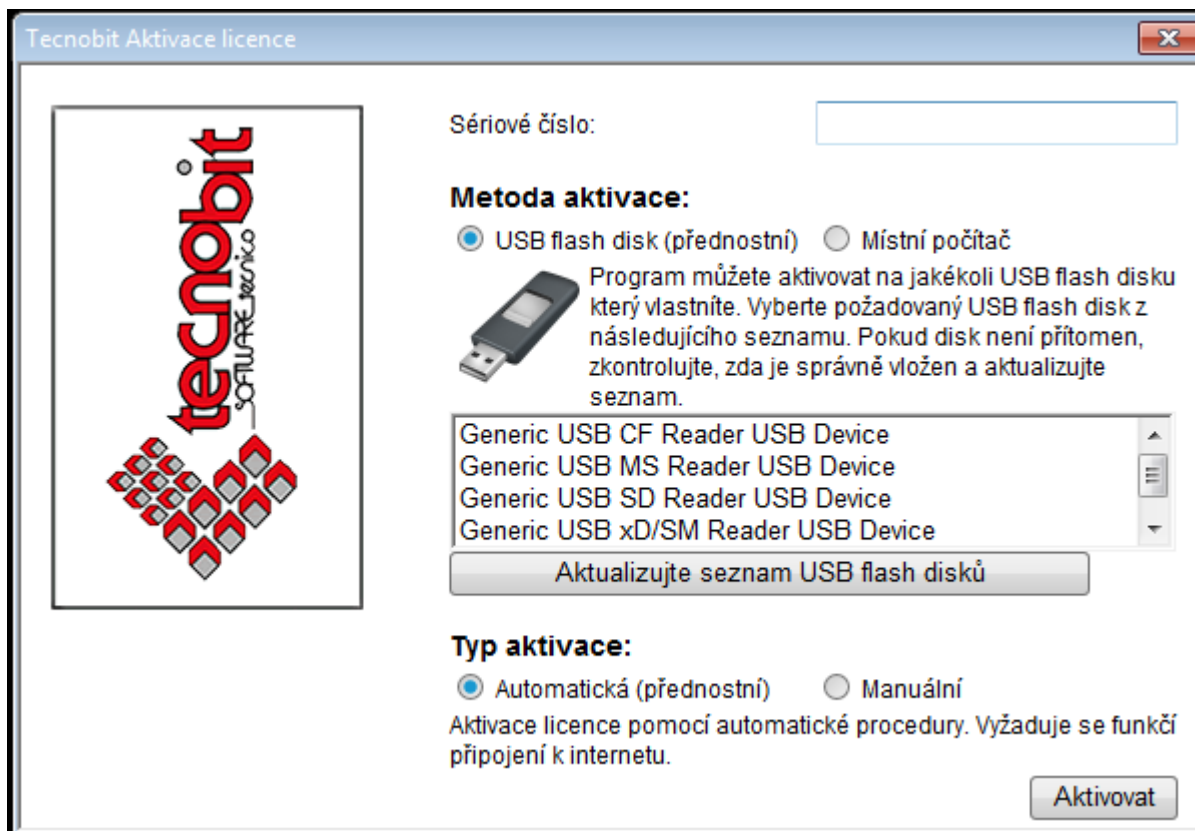 Tecnobit Aktivace licence
tecnobit
SOFTWARE tecnico
Sériové číslo:
Metoda aktivace:
USB flash disk (přednostní)
Místní počítač
Program můžete aktivovat na jakékoli USB flash disku
který vlastníte. Vyberte požadovaný USB flash disk z
následujícího seznamu. Pokud disk není přítomen,
zkontrolujte, zda je správně vložen a aktualizujte
seznam.
Generic USB CF Reader USB Device
Generic USB MS Reader USB Device
Generic USB SD Reader USB Device
Generic USB xD/SM Reader USB Device
Aktualizujte seznam USB flash disků
Typ aktivace:
Automatická (přednostní)
Manuální
Aktivace licence pomocí automatické procedury. Vyžaduje se funkčí
připojení k internetu.
Aktivovat